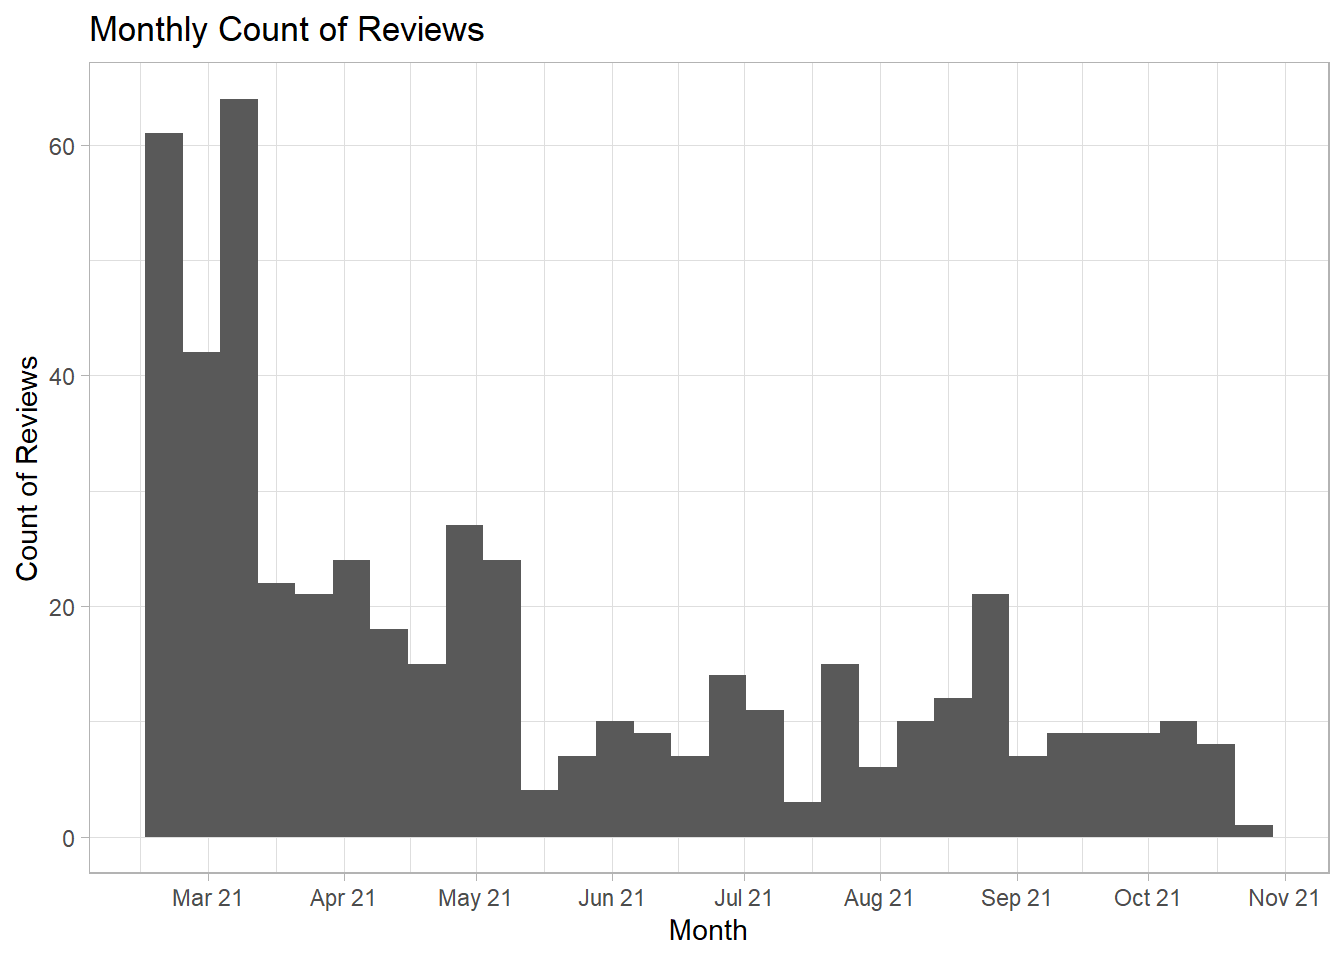 Monthly Count of Reviews
60
40
20
0
Count of Reviews
Mar 21 Apr 21 May 21 Jun 21 Jul 21 Aug 21 Sep 21 Oct 21 Nov 21
Month